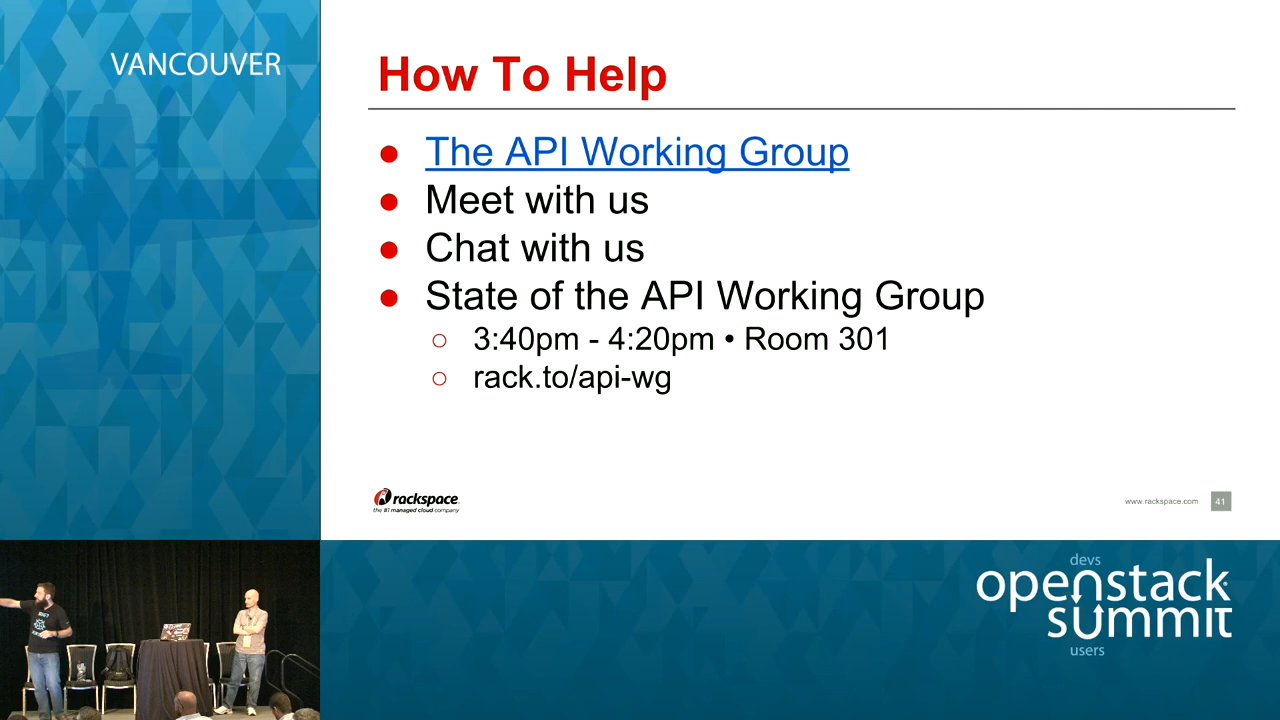 VANCOUVER
How To Help
● The API Working Group
● Meet with us
● Chat with us
● State of the API Working Group
○ 3:40pm - 4:20pm • Room 301
○ rack.to/api-wg
rackspace
the #1 managed cloud company
www.rackspace.com 41
devs
openstack
summit
users